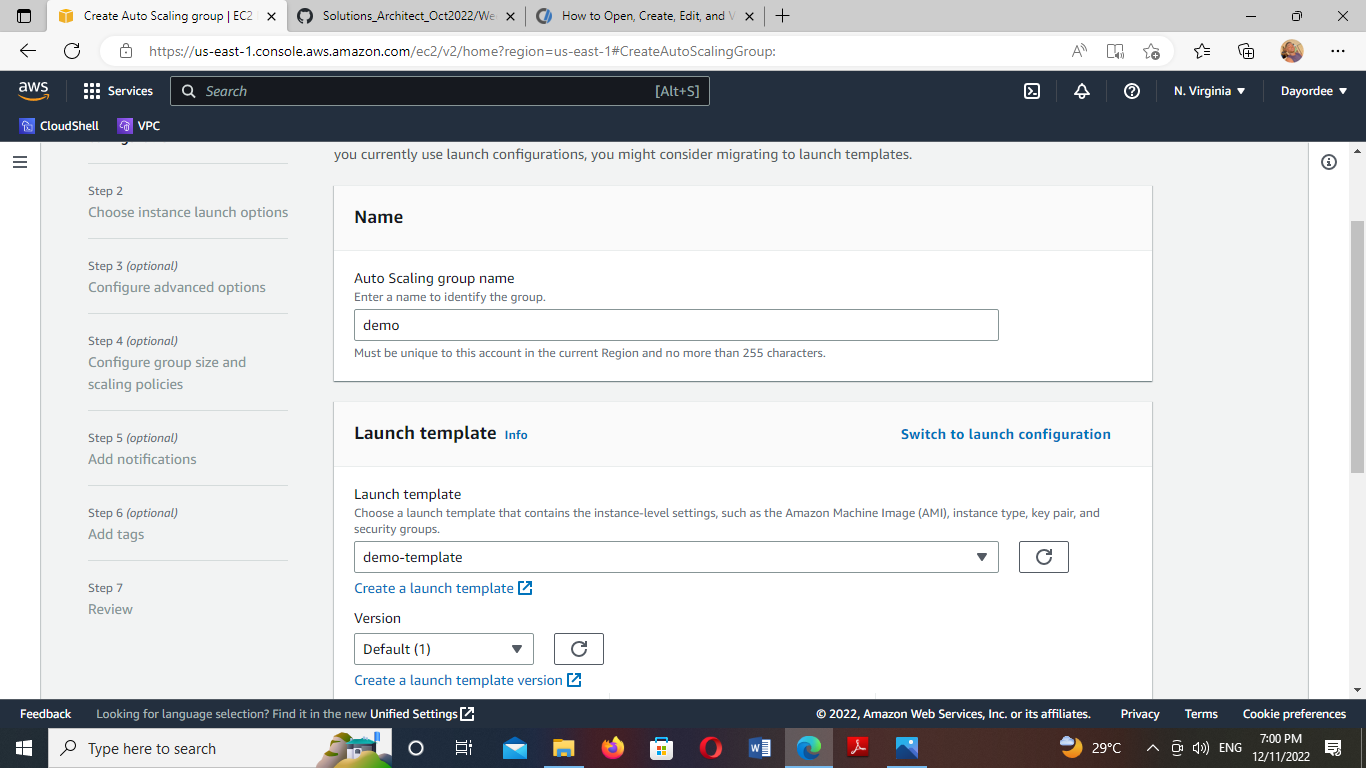 Create Auto Scaling group | EC2
Solutions_Architect_Oct2022/We
How to Open, Create, Edit, and V
https://us-east-1.console.aws.amazon.com/ec2/v2/home?region=us-east-1#CreateAutoScalingGroup:
aws
Services
Search
[Alt+S]
N. Virginia
Dayordee
CloudShell
VPC
you currently use launch configurations, you might consider migrating to launch templates.
Step 2
Choose instance launch options
Step 3 (optional)
Configure advanced options
Step 4 (optional)
Configure group size and
scaling policies
Step 5 (optional)
Add notifications
Step 6 (optional)
Add tags
Step 7
Review
Name
Auto Scaling group name
Enter a name to identify the group.
demo
Must be unique to this account in the current Region and no more than 255 characters.
Launch template Info
Switch to launch configuration
Launch template
Choose a launch template that contains the instance-level settings, such as the Amazon Machine Image (AMI), instance type, key pair, and
security groups.
demo-template
Create a launch template
Version
Default (1)
Create a launch template version
Feedback
Looking for language selection? Find it in the new Unified Settings
© 2022, Amazon Web Services, Inc. or its affiliates.
Privacy
Terms
Cookie preferences
Type here to search
29°C
ENG
7:00 PM
12/11/2022